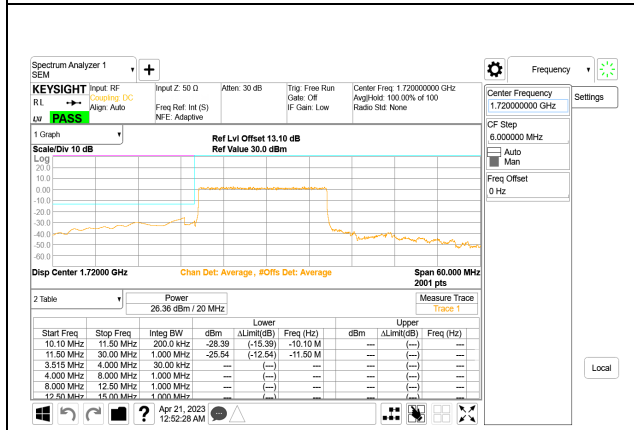 Spectrum Analyzer 1
SEM
Frequency
KEYSIGHT
Input: RF
Coupling: DC
Align: Auto
Input Z: 50 Ω
Freq Ref: Int (S)
NFE: Adaptive
Atten: 30 dB
Trig: Free Run
Gate: Off
IF Gain: Low
Center Freq: 1.720000000 GHz
Avg|Hold: 100.00% of 100
Radio Std: None
RL
LNI PASS
Center Frequency
1.720000000 GHz
Settings
CF Step
6.000000 MHz
Auto
Man
Freq Offset
0 Hz
1 Graph
Scale/Div 10 dB
Ref Lvl Offset 13.10 dB
Ref Value 30.0 dBm
Log
20.0
10.0
0.00
-10.0
-20.0
-30.0
-40.0
-50.0
-60.0
Disp Center 1.72000 GHz
Chan Det: Average, #Offs Det: Average
Span 60.000 MHz
2001 pts
2 Table
Power
26.36 dBm / 20 MHz
Measure Trace
Trace 1
Lower Upper
Start Freq Stop Freq Integ BW dBm ΔLimit(dB) Freq (Hz) dBm ΔLimit(dB) Freq (Hz)
10.10 MHz 11.50 MHz 200.0 kHz -28.39 (-15.39) -10.10 M --- (---) ---
11.50 MHz 30.00 MHz 1.000 MHz -25.54 (-12.54) -11.50 M --- (---) ---
3.515 MHz 4.000 MHz 30.00 kHz --- (---) --- --- (---) ---
4.000 MHz 8.000 MHz 1.000 MHz --- (---) --- --- (---) ---
8.000 MHz 12.50 MHz 1.000 MHz --- (---) --- --- (---) ---
12.50 MHz 15.00 MHz 1.000 MHz --- (---) --- --- (---) ---
Local
?
Apr 21, 2023
12:52:28 AM